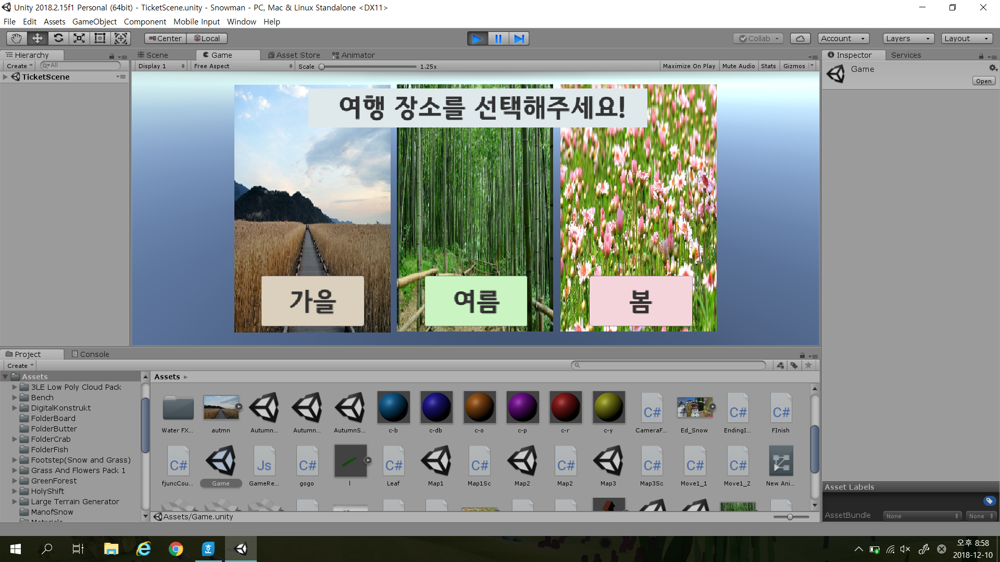 Unity 2018.2.15f1 Personal (64bit) - TicketScene.unity - Snowman - PC, Mac & Linux Standalone <DX11>
File Edit Assets GameObject Component Mobile Input Window Help
Center Local Collab Account Layers Layout
Hierarchy Scene Game Asset Store Animator Inspector Services
Create All Display 1 Free Aspect Scale 1.25x Maximize On Play Mute Audio Stats Gizmos
TicketScene
Game
Open
여행 장소를 선택해주세요!
가을 여름 봄
Project Console
Create
Assets
3LE Low Poly Cloud Pack
Bench
DigitalKonstrukt
FolderBoard
FolderButter
FolderCrab
FolderFish
Footstep(Snow and Grass)
Grass And Flowers Pack 1
GreenForest
HolyShift
Large Terrain Generator
ManofSnow
Materials
Assets
C# C# C#
Water FX... autmn Autumn... Autumn... AutumnS... c-b c-db c-o c-p c-r c-y CameraF... Ed_Snow EndingI... FInish
C# Js C# C# C# C# C# C# C#
fjuncCou... Game GameRe... gogo l Leaf Map1 Map1Sc Map2 Map2 Map3 Map3Sc Move1_1 Move1_2 New Ani...
Assets/Game.unity
Asset Labels
AssetBundle None None
오후 8:58
2018-12-10